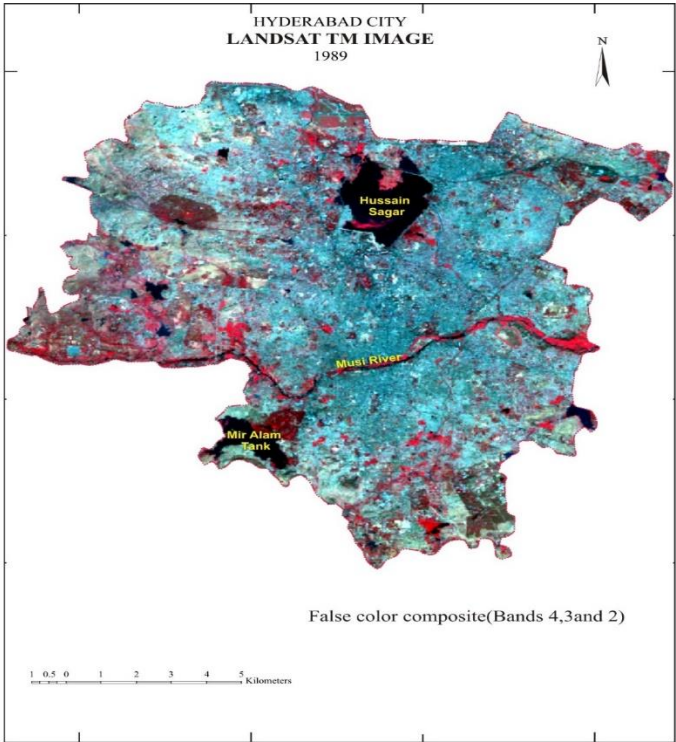 HYDERABAD CITY
LANDSAT TM IMAGE
1989
N
Hussain
Sagar
Musi River
Mir Alam
Tank
False color composite(Bands 4,3and 2)
1 0.5 0 1 2 3 4 5
Kilometers